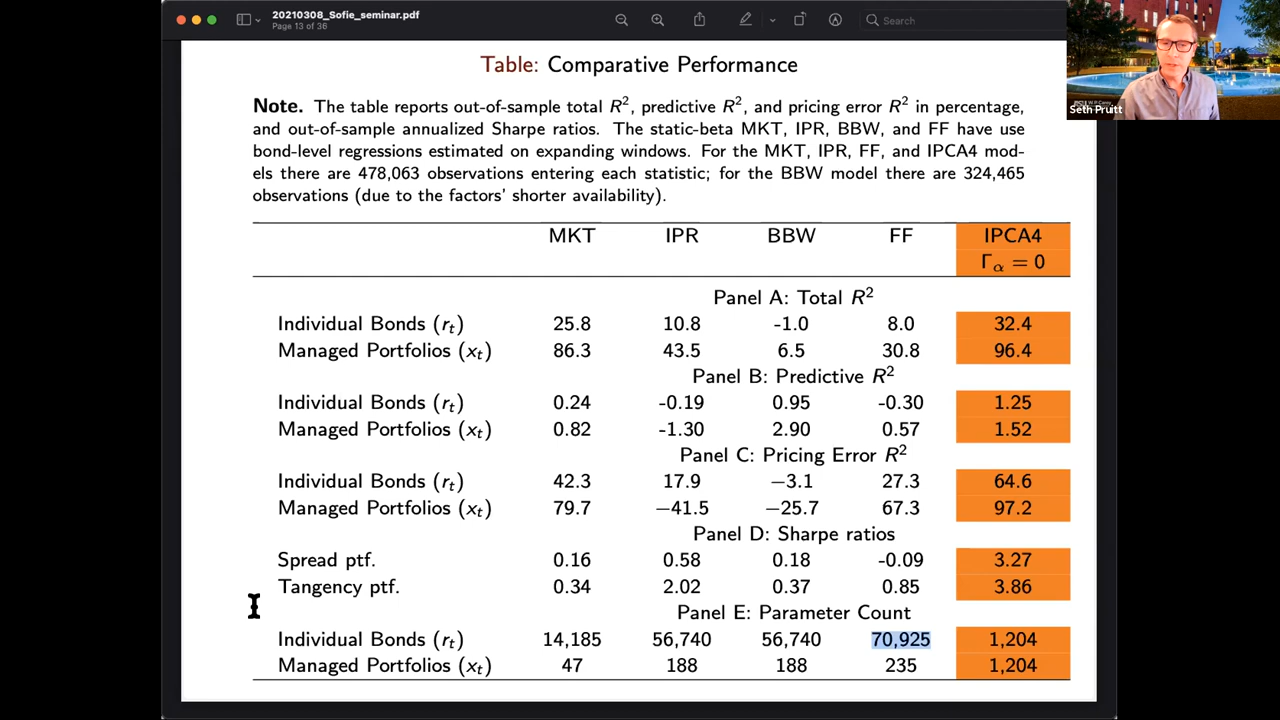 20210308_Sofie_seminar.pdf
Page 13 of 36
Search
Seth Pruitt
Table: Comparative Performance
Note. The table reports out-of-sample total R², predictive R², and pricing error R² in percentage,
and out-of-sample annualized Sharpe ratios. The static-beta MKT, IPR, BBW, and FF have use
bond-level regressions estimated on expanding windows. For the MKT, IPR, FF, and IPCA4 mod-
els there are 478,063 observations entering each statistic; for the BBW model there are 324,465
observations (due to the factors' shorter availability).
MKT IPR BBW FF IPCA4
Γα = 0
Panel A: Total R²
Individual Bonds (rt) 25.8 10.8 -1.0 8.0 32.4
Managed Portfolios (xt) 86.3 43.5 6.5 30.8 96.4
Panel B: Predictive R²
Individual Bonds (rt) 0.24 -0.19 0.95 -0.30 1.25
Managed Portfolios (xt) 0.82 -1.30 2.90 0.57 1.52
Panel C: Pricing Error R²
Individual Bonds (rt) 42.3 17.9 −3.1 27.3 64.6
Managed Portfolios (xt) 79.7 −41.5 −25.7 67.3 97.2
Panel D: Sharpe ratios
Spread ptf. 0.16 0.58 0.18 -0.09 3.27
Tangency ptf. 0.34 2.02 0.37 0.85 3.86
Panel E: Parameter Count
Individual Bonds (rt) 14,185 56,740 56,740 70,925 1,204
Managed Portfolios (xt) 47 188 188 235 1,204